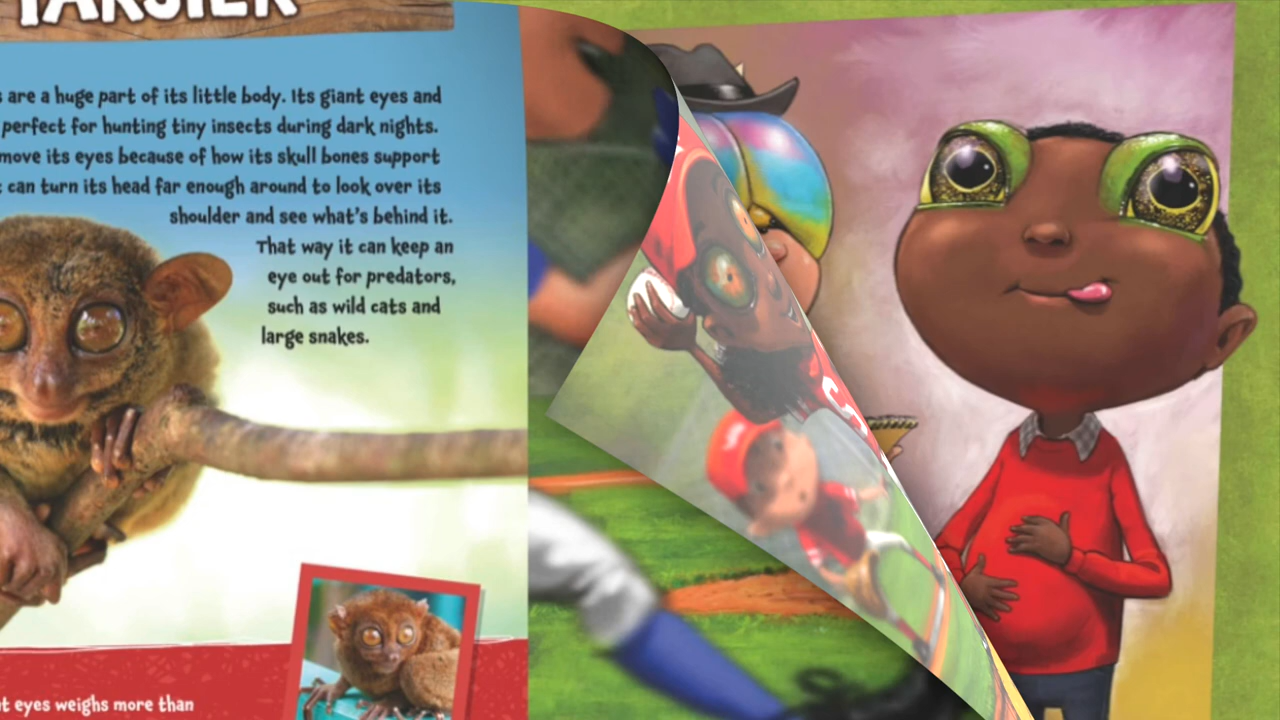 TARSIER
s are a huge part of its little body. Its giant eyes and
perfect for hunting tiny insects during dark nights.
move its eyes because of how its skull bones support
t can turn its head far enough around to look over its
shoulder and see what's behind it.
That way it can keep an
eye out for predators,
such as wild cats and
large snakes.
nt eyes weighs more than